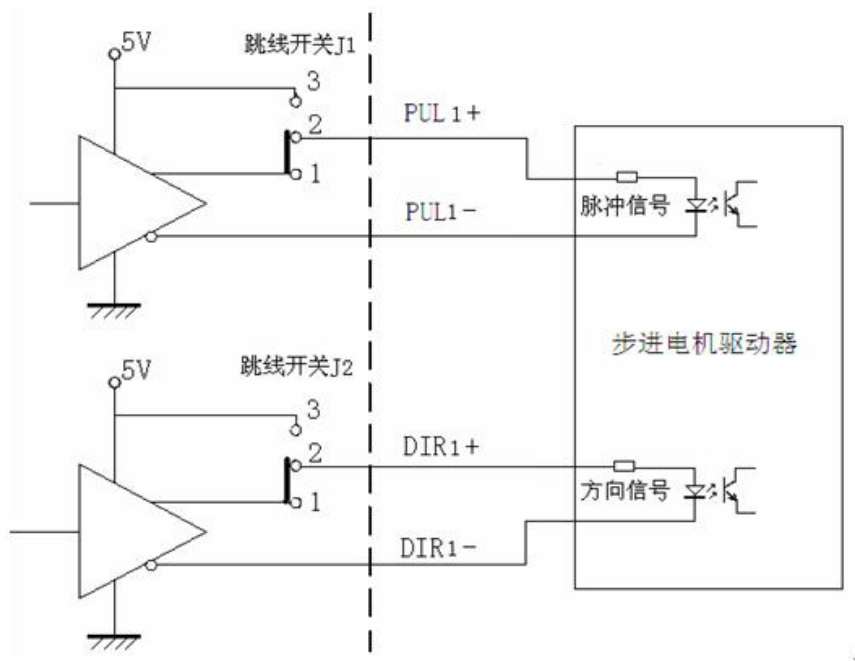 5V
跳线开关J1
3
2
1
PUL1+
PUL1-
脉冲信号
步进电机驱动器
5V
跳线开关J2
3
2
1
DIR1+
DIR1-
方向信号